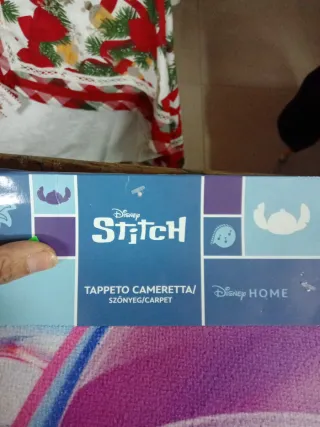 Disney
STITCH
TAPPETO CAMERETTA/
SZŐNYEG/CARPET
Disney HOME